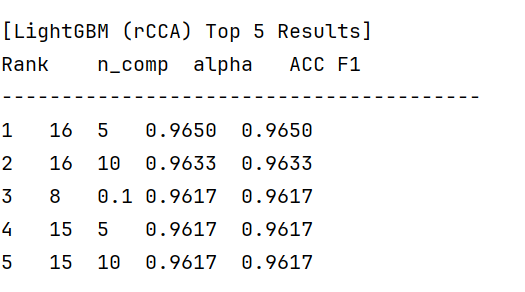 [LightGBM (rCCA) Top 5 Results]
Rank    n_comp  alpha   ACC F1
----------------------------------------
1   16  5   0.9650  0.9650
2   16  10  0.9633  0.9633
3   8   0.1 0.9617  0.9617
4   15  5   0.9617  0.9617
5   15  10  0.9617  0.9617